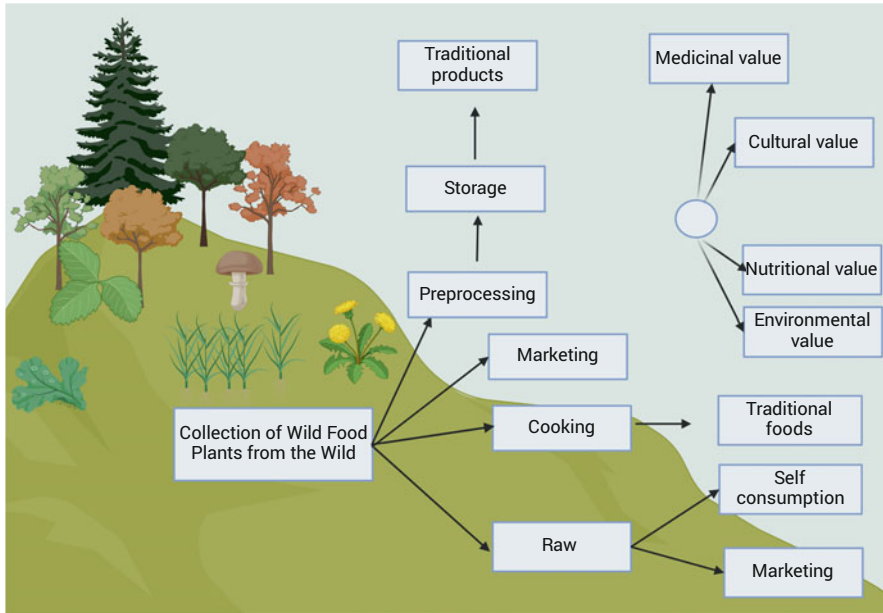 Traditional
products
Medicinal value
Cultural value
Storage
Nutritional value
Preprocessing
Environmental
value
Marketing
Collection of Wild Food
Plants from the Wild
Cooking
Traditional
foods
Self
consumption
Raw
Marketing